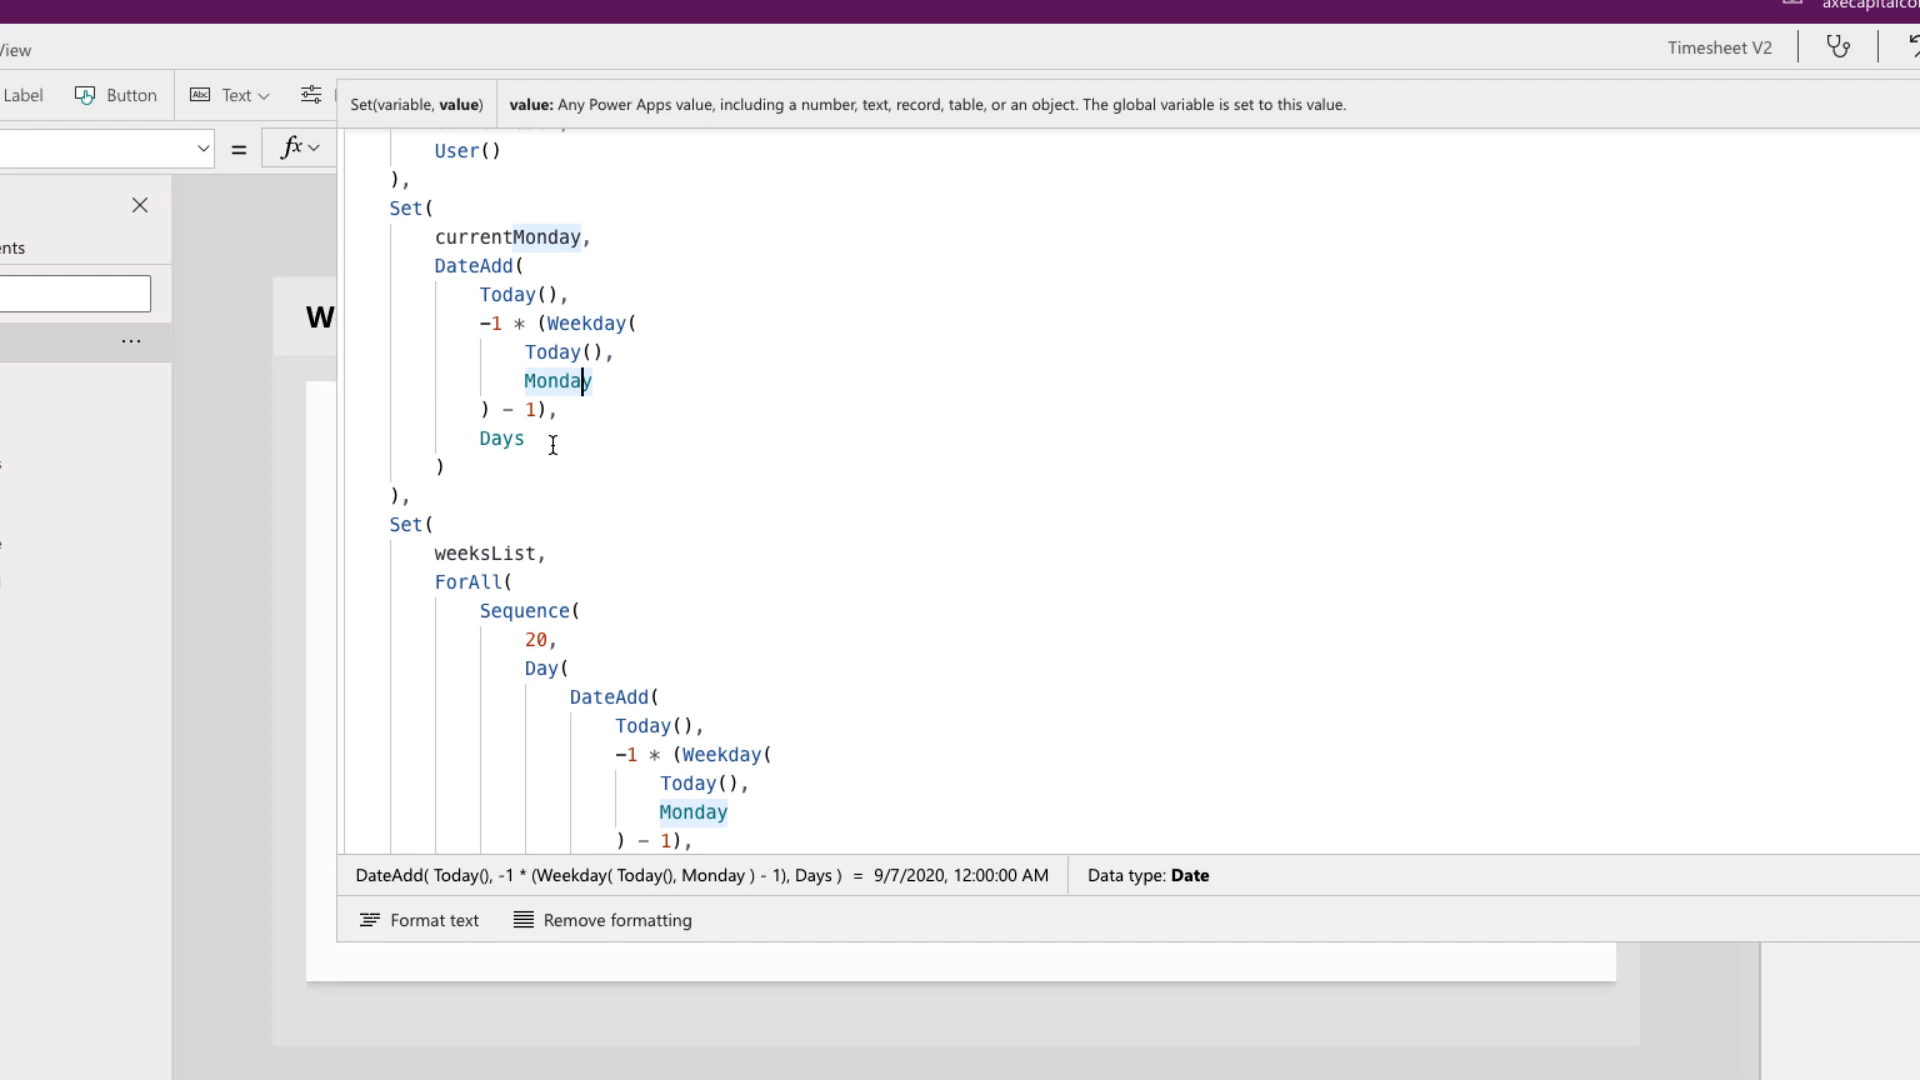 axecapitalco
View
Timesheet V2
Label
Button
Abc Text
Set(variable, value)
value: Any Power Apps value, including a number, text, record, table, or an object. The global variable is set to this value.
= fx
User()
),
Set(
currentMonday,
DateAdd(
Today(),
-1 * (Weekday(
Today(),
Monday
) - 1),
Days
)
),
Set(
weeksList,
ForAll(
Sequence(
20,
Day(
DateAdd(
Today(),
-1 * (Weekday(
Today(),
Monday
) - 1),
ents
...
W
DateAdd( Today(), -1 * (Weekday( Today(), Monday ) - 1), Days ) = 9/7/2020, 12:00:00 AM
Data type: Date
Format text
Remove formatting